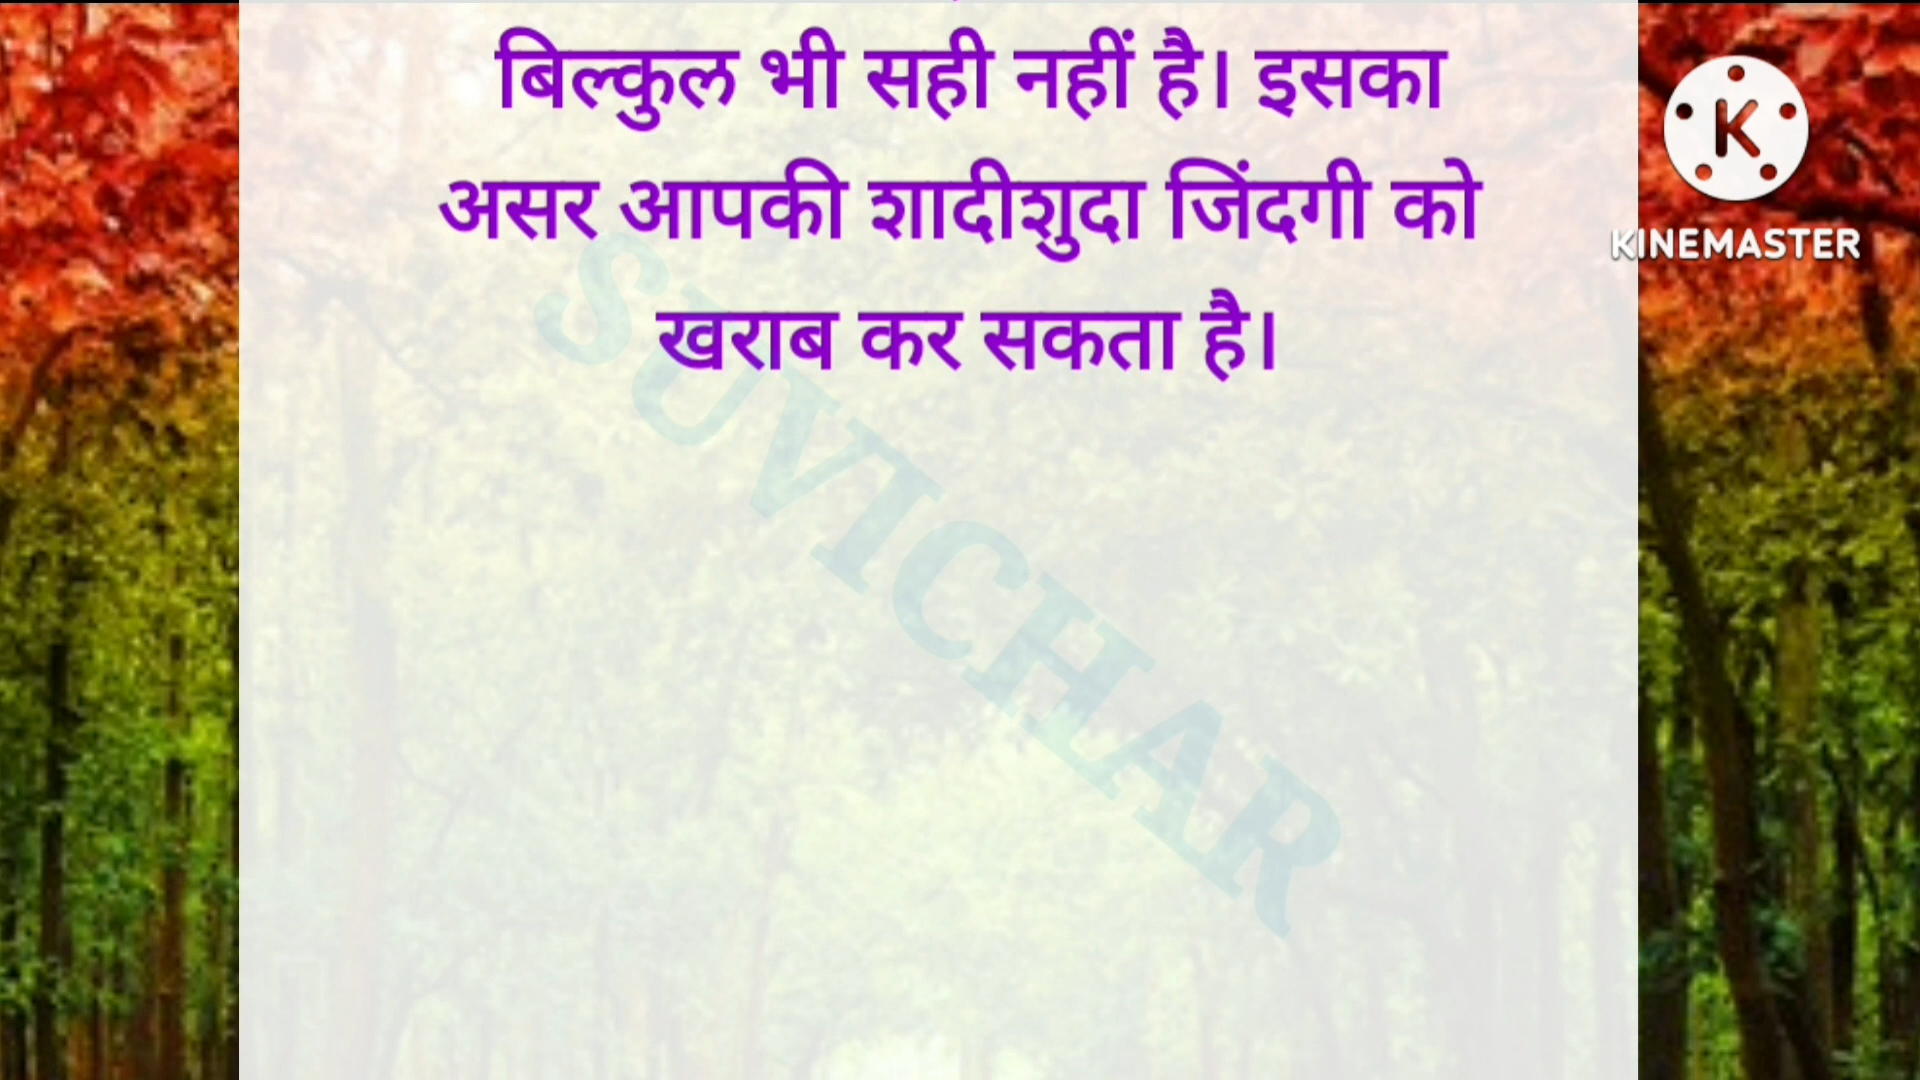 बिल्कुल भी सही नहीं है। इसका
असर आपकी शादीशुदा जिंदगी को
खराब कर सकता है।
SUVICHAR
K
KINEMASTER